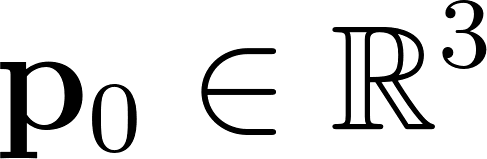 𝐩₀ ∈ ℝ³